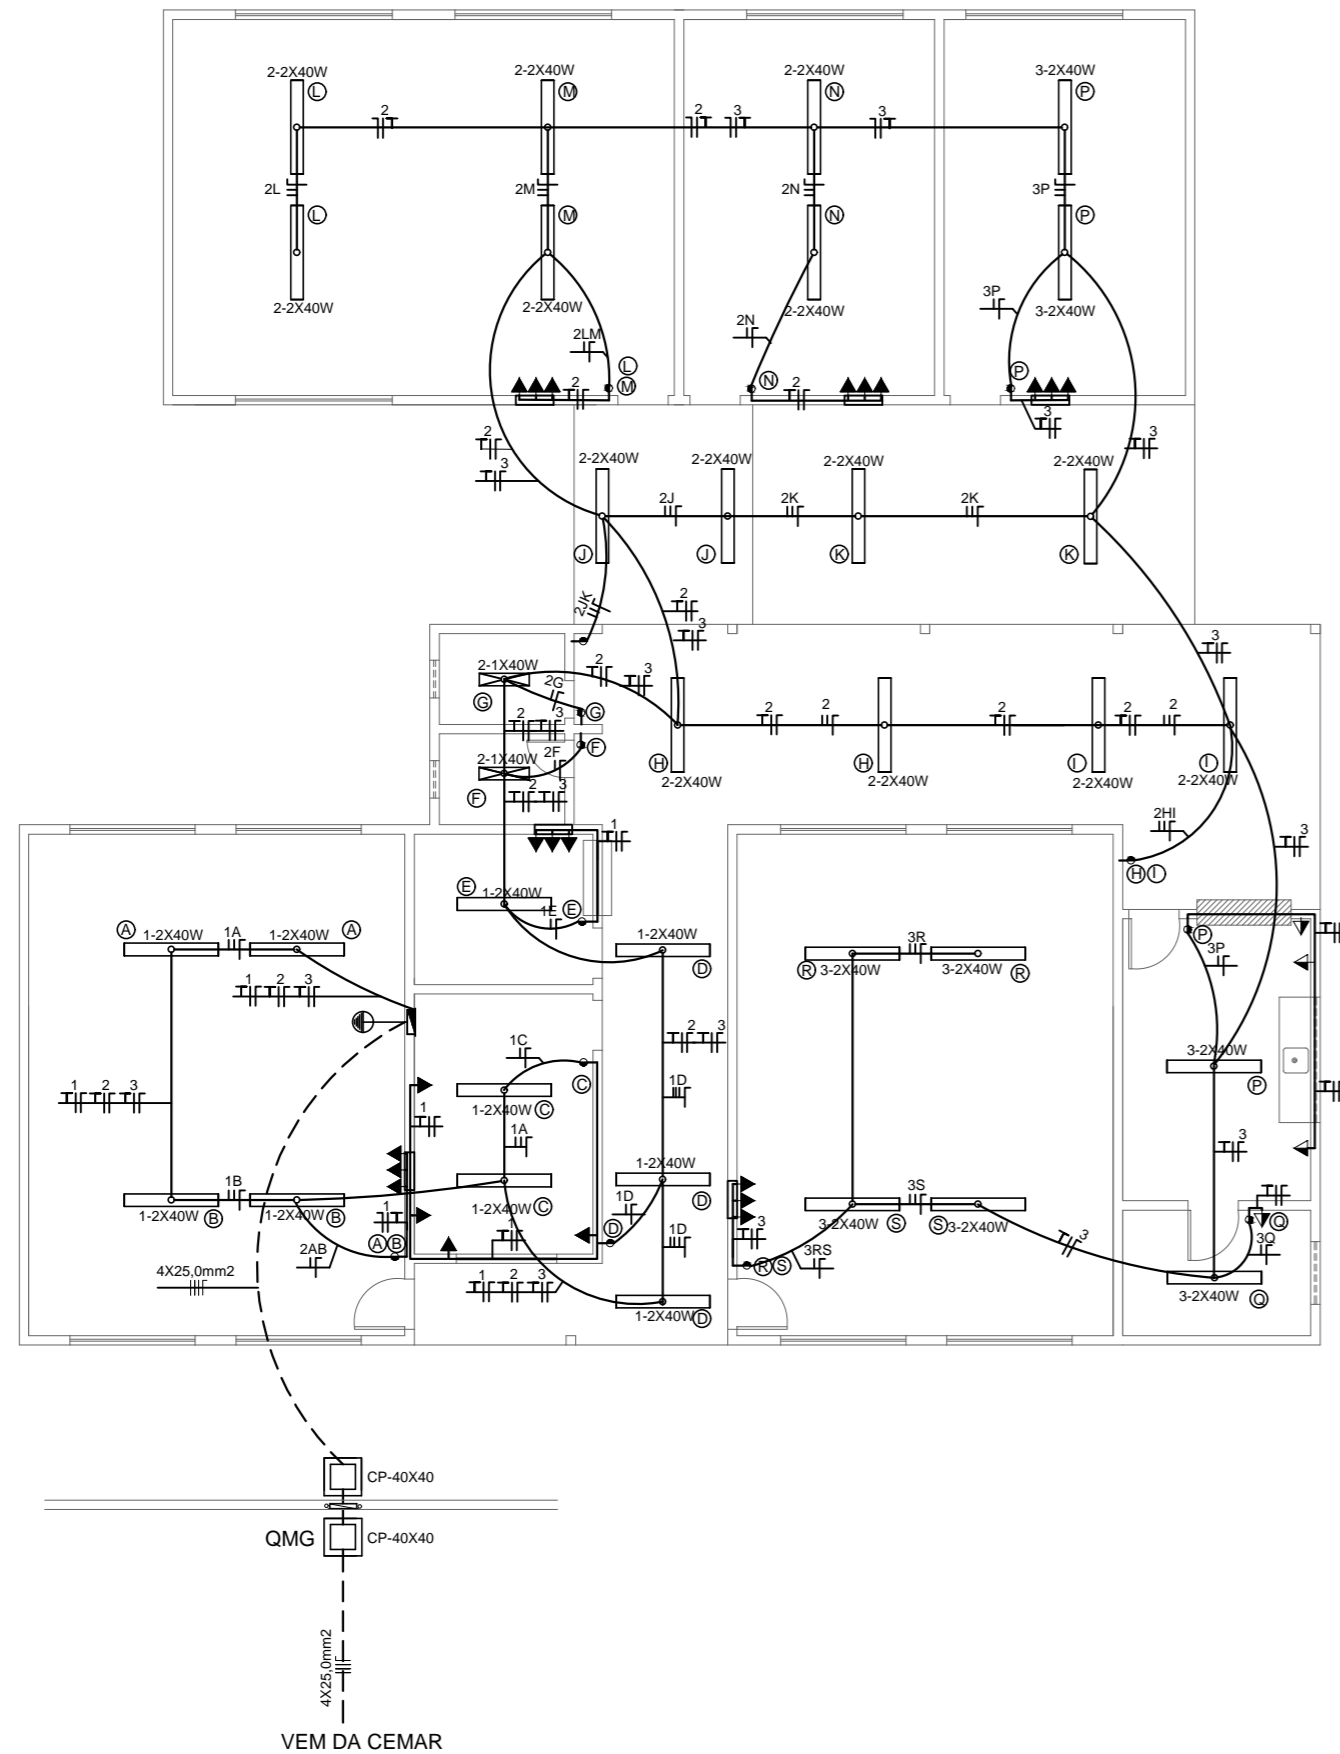 2-2X40W 2-2X40W 2-2X40W 3-2X40W
L M N P
2 2 3 3
2L 2M 2N 3P
L M N P
2-2X40W 2-2X40W 2-2X40W 3-2X40W
3P
2N
2LM
L
M N P
2 2 3
2 3
3
2-2X40W 2-2X40W 2-2X40W 2-2X40W
2J 2K 2K
J J K K
2JK
2
3
3
2-1X40W 2 3
2G
G G
2 3
F
2F
2-1X40W
F
2 3
2 2 2 2 2
H H I I
2-2X40W 2-2X40W 2-2X40W 2-2X40W
2HI
H I
3
1
E
1-2X40W
1E E
A 1A A
1-2X40W 1-2X40W
1 2 3
1-2X40W
D
3R
R 3-2X40W 3-2X40W R
P
3P
2 3
1C
C
1-2X40W C
1D
3-2X40W
P
1 2 3
1
1A
3
1B
1-2X40W B 1-2X40W B
1-2X40W C
1-2X40W
D
1D
1D
D
3S
3-2X40W S S 3-2X40W
3
Q
3Q
1
A B
2AB
1
1 2 3
3
R S 3RS
3
1-2X40W D
3-2X40W Q
4X25,0mm2
CP-40X40
QMG CP-40X40
4X25,0mm2
VEM DA CEMAR